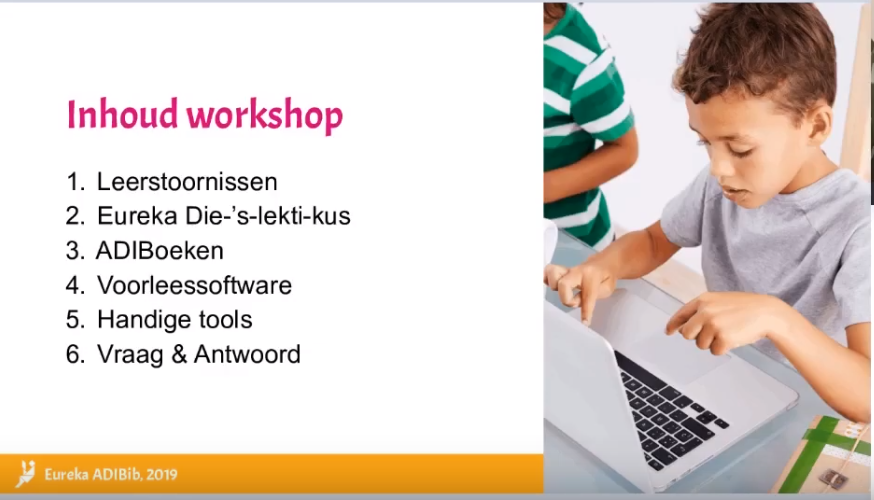 Inhoud workshop
1. Leerstoornissen
2. Eureka Die-’s-lekti-kus
3. ADIBoeken
4. Voorleessoftware
5. Handige tools
6. Vraag & Antwoord
Eureka ADIBib, 2019